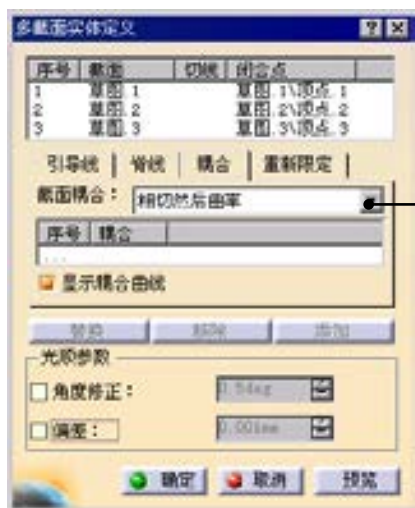 多截面实体定义
序号 截面 切线 闭合点
1 草图.1 草图.1\顶点.1
2 草图.2 草图.2\顶点.2
3 草图.3 草图.3\顶点.3
引导线 脊线 耦合 重新限定
截面耦合： 相切然后曲率
序号 耦合
...
显示耦合曲线
替换 移除 添加
光顺参数
角度修正： 0.5deg
偏差： 0.001mm
确定 取消 预览